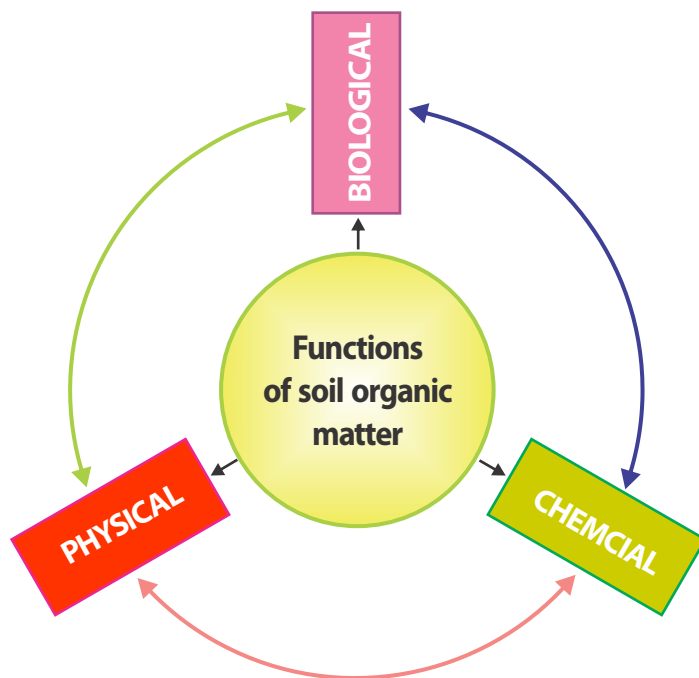 BIOLOGICAL
Functions
of soil organic
matter
PHYSICAL
CHEMCIAL